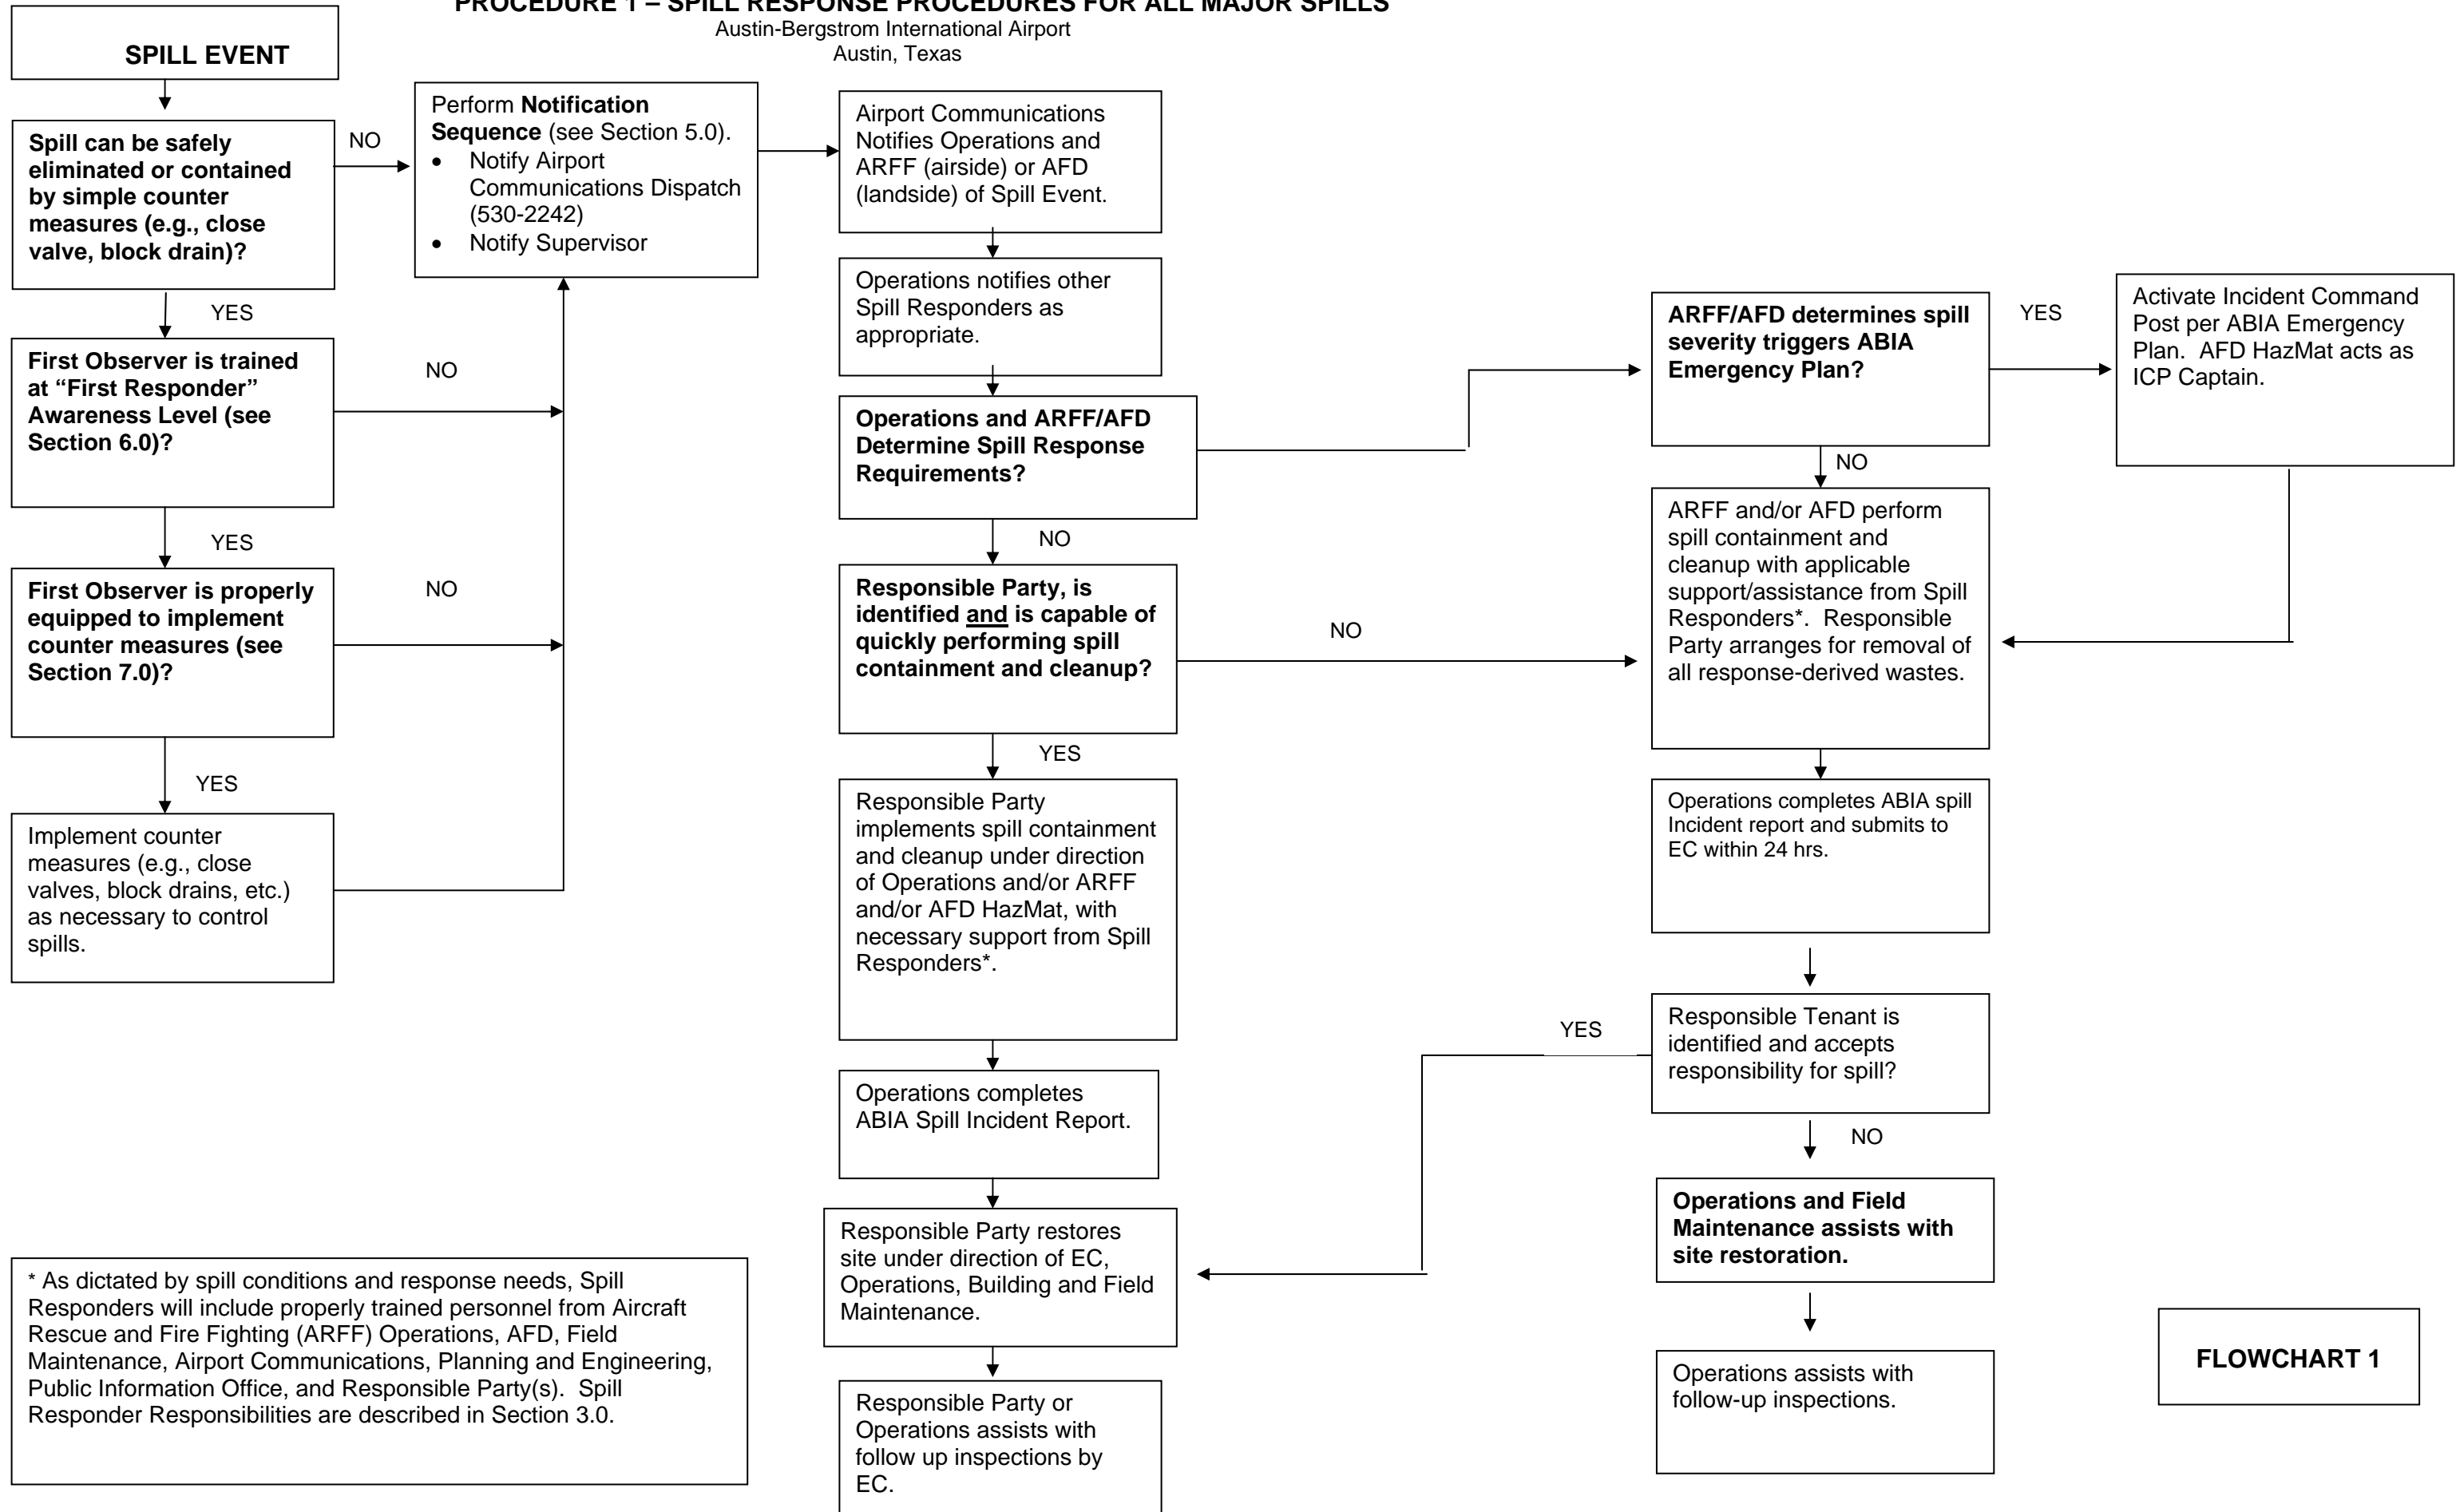 PROCEDURE 1 – SPILL RESPONSE PROCEDURES FOR ALL MAJOR SPILLS
Austin-Bergstrom International Airport
Austin, Texas
SPILL EVENT
Spill can be safely
eliminated or contained
by simple counter
measures (e.g., close
valve, block drain)?
NO
YES
First Observer is trained
at “First Responder”
Awareness Level (see
Section 6.0)?
NO
YES
First Observer is properly
equipped to implement
counter measures (see
Section 7.0)?
NO
YES
Implement counter
measures (e.g., close
valves, block drains, etc.)
as necessary to control
spills.
Perform Notification
Sequence (see Section 5.0).
• Notify Airport
Communications Dispatch
(530-2242)
• Notify Supervisor
Airport Communications
Notifies Operations and
ARFF (airside) or AFD
(landside) of Spill Event.
Operations notifies other
Spill Responders as
appropriate.
Operations and ARFF/AFD
Determine Spill Response
Requirements?
NO
Responsible Party, is
identified and is capable of
quickly performing spill
containment and cleanup?
NO
YES
Responsible Party
implements spill containment
and cleanup under direction
of Operations and/or ARFF
and/or AFD HazMat, with
necessary support from Spill
Responders*.
Operations completes
ABIA Spill Incident Report.
Responsible Party restores
site under direction of EC,
Operations, Building and Field
Maintenance.
Responsible Party or
Operations assists with
follow up inspections by
EC.
ARFF/AFD determines spill
severity triggers ABIA
Emergency Plan?
YES
Activate Incident Command
Post per ABIA Emergency
Plan. AFD HazMat acts as
ICP Captain.
NO
ARFF and/or AFD perform
spill containment and
cleanup with applicable
support/assistance from Spill
Responders*. Responsible
Party arranges for removal of
all response-derived wastes.
Operations completes ABIA spill
Incident report and submits to
EC within 24 hrs.
Responsible Tenant is
identified and accepts
responsibility for spill?
YES
NO
Operations and Field
Maintenance assists with
site restoration.
Operations assists with
follow-up inspections.
* As dictated by spill conditions and response needs, Spill
Responders will include properly trained personnel from Aircraft
Rescue and Fire Fighting (ARFF) Operations, AFD, Field
Maintenance, Airport Communications, Planning and Engineering,
Public Information Office, and Responsible Party(s). Spill
Responder Responsibilities are described in Section 3.0.
FLOWCHART 1